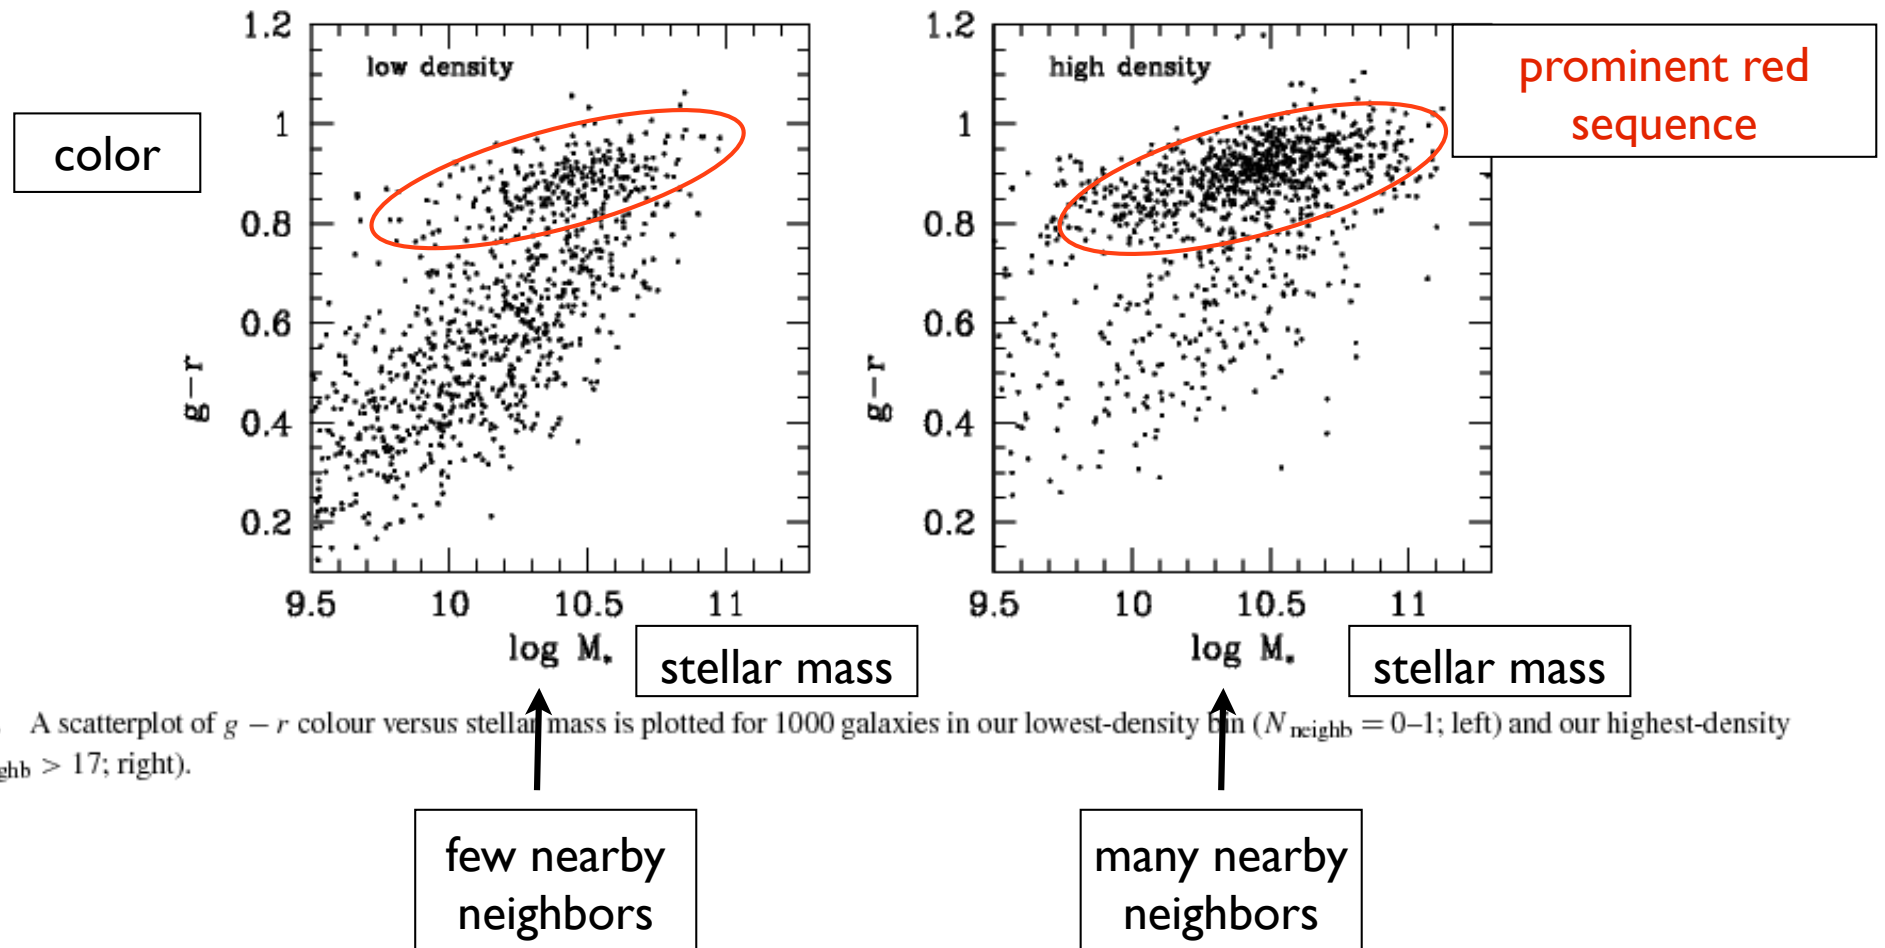 1.2
low density
1
0.8
0.6
0.4
0.2
g−r
9.5 10 10.5 11
log M*
color
1.2
high density
1
0.8
0.6
0.4
0.2
g−r
9.5 10 10.5 11
log M*
prominent red
sequence
stellar mass
stellar mass
A scatterplot of g − r colour versus stellar mass is plotted for 1000 galaxies in our lowest-density bin (N neighb = 0–1; left) and our highest-density
ghb > 17; right).
few nearby
neighbors
many nearby
neighbors